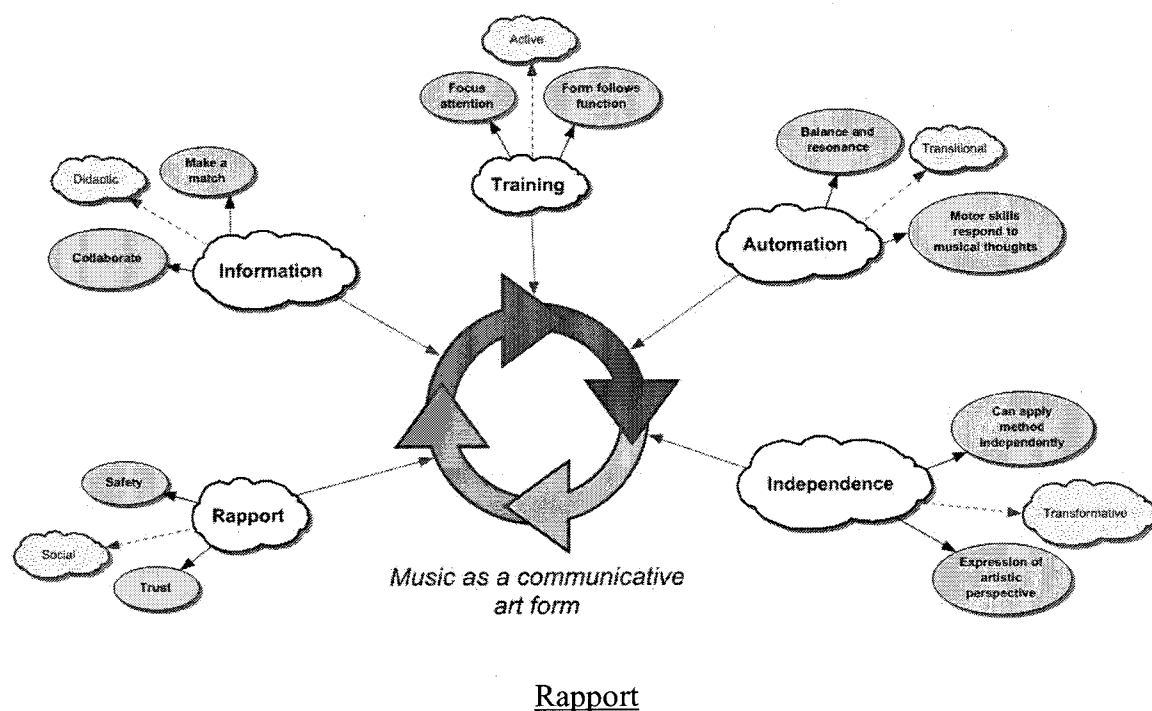 Active
Focus
attention
Form follows
function
Training
Balance and
resonance
Transitional
Automation
Motor skills
respond to
musical thoughts
Didactic
Make a
match
Collaborate
Information
Safety
Rapport
Social
Trust
Can apply
method
independently
Independence
Transformative
Expression of
artistic
perspective
Music as a communicative
art form
Rapport